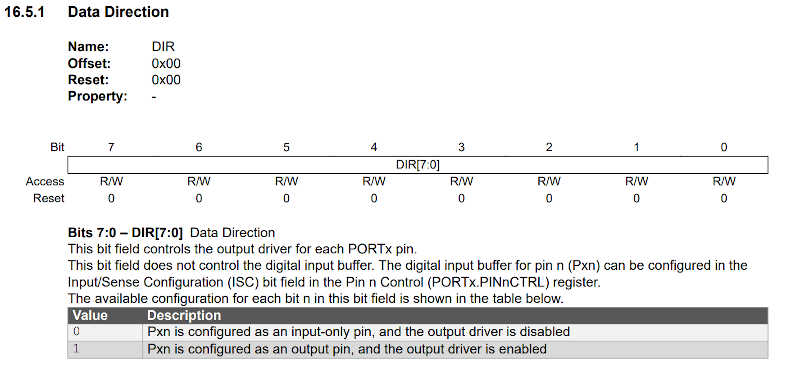 16.5.1 Data Direction
Name: DIR
Offset: 0x00
Reset: 0x00
Property: -
Bit 7 6 5 4 3 2 1 0
DIR[7:0]
Access R/W R/W R/W R/W R/W R/W R/W R/W
Reset 0 0 0 0 0 0 0 0
Bits 7:0 – DIR[7:0] Data Direction
This bit field controls the output driver for each PORTx pin.
This bit field does not control the digital input buffer. The digital input buffer for pin n (Pxn) can be configured in the
Input/Sense Configuration (ISC) bit field in the Pin n Control (PORTx.PINnCTRL) register.
The available configuration for each bit n in this bit field is shown in the table below.
Value Description
0 Pxn is configured as an input-only pin, and the output driver is disabled
1 Pxn is configured as an output pin, and the output driver is enabled